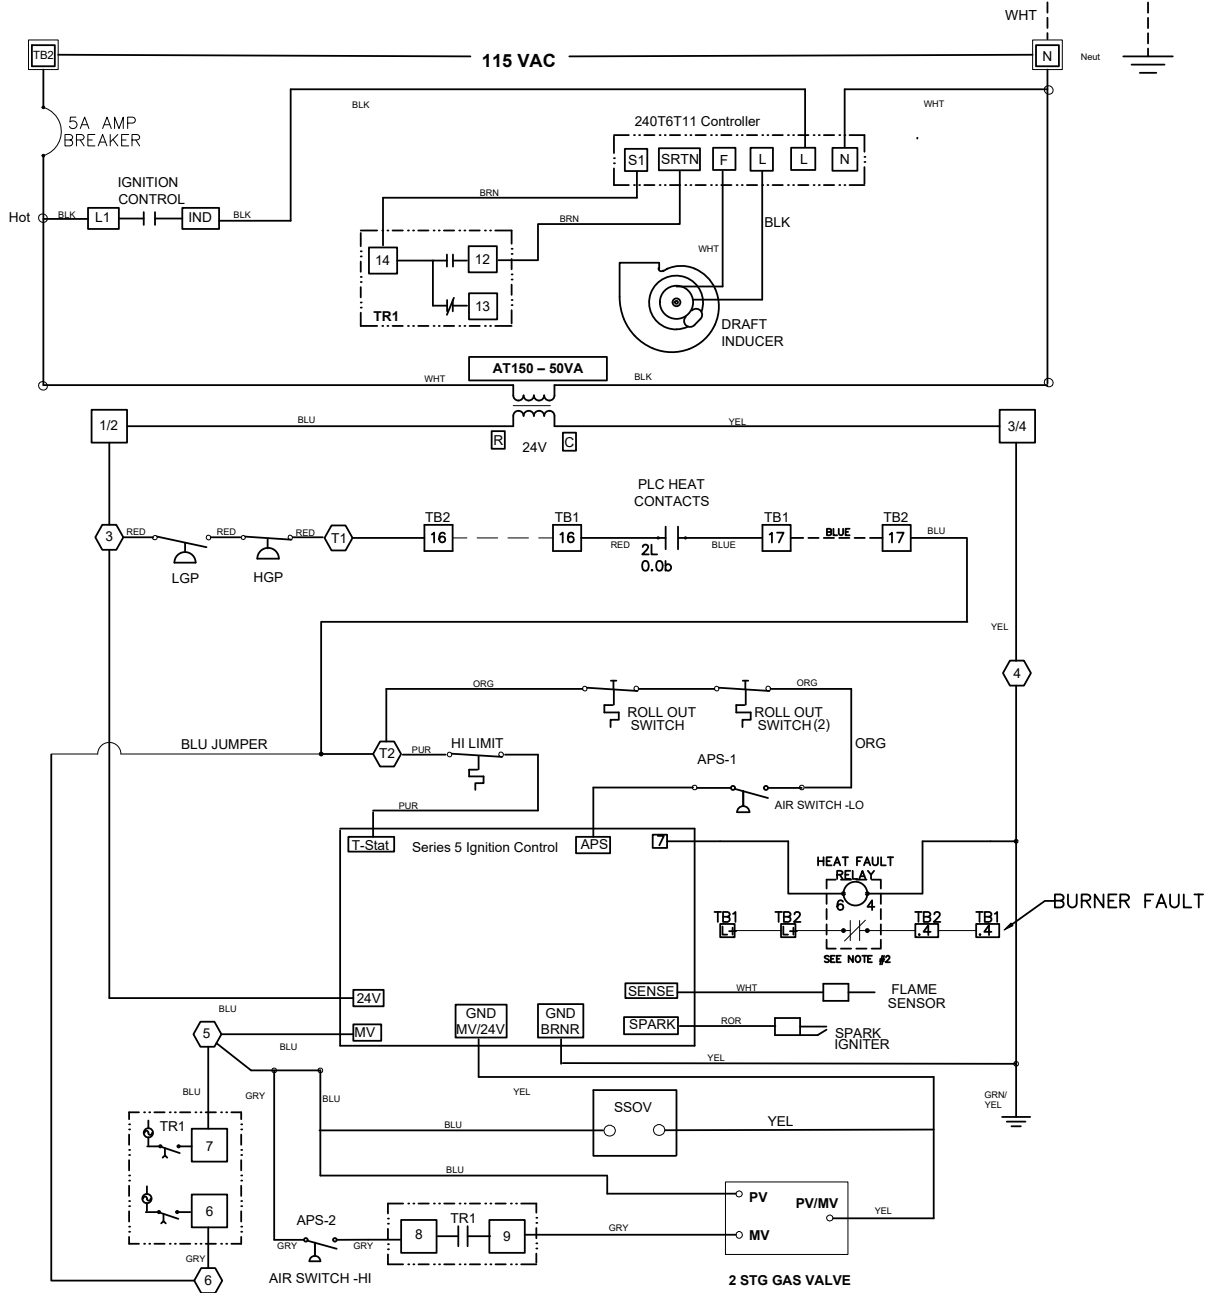 WHT
TB2
115 VAC
N
Neut
BLK
WHT
5A AMP
BREAKER
240T6T11 Controller
S1
SRTN
F
L
L
N
IGNITION
CONTROL
BRN
Hot
BLK
L1
IND
BLK
BRN
BLK
WHT
14
12
13
TR1
DRAFT
INDUCER
AT150 – 50VA
WHT
BLK
1/2
BLU
YEL
3/4
R
24V
C
PLC HEAT
CONTACTS
TB2
TB1
TB1
TB2
3
RED
RED
RED
T1
16
16
RED
BLUE
17
BLUE
17
BLU
2L
0.0b
LGP
HGP
YEL
4
ORG
ORG
ROLL OUT
SWITCH
ROLL OUT
SWITCH(2)
BLU JUMPER
T2
PUR
HI LIMIT
ORG
APS-1
PUR
AIR SWITCH -LO
T-Stat
Series 5 Ignition Control
APS
7
HEAT FAULT
RELAY
6
4
BURNER FAULT
TB1
TB2
TB2
TB1
L+
L+
.4
.4
SEE NOTE #2
24V
SENSE
WHT
FLAME
SENSOR
BLU
GND
MV/24V
GND
BRNR
SPARK
ROR
SPARK
IGNITER
5
MV
BLU
YEL
BLU
GRY
BLU
YEL
GRN/
YEL
SSOV
TR1
7
BLU
YEL
BLU
PV
PV/MV
YEL
6
APS-2
TR1
8
9
GRY
MV
GRY
GRY
GRY
6
AIR SWITCH -HI
2 STG GAS VALVE